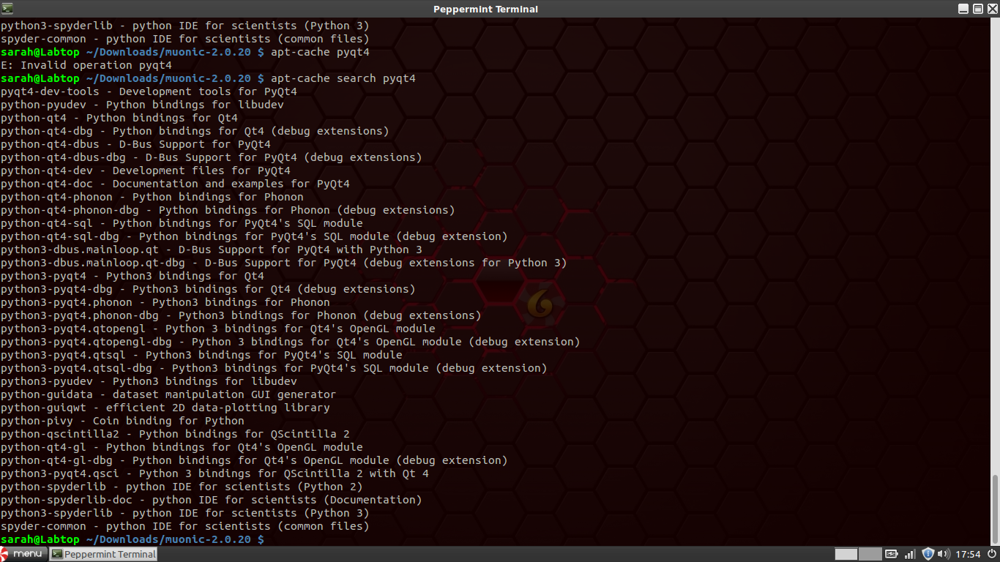 Peppermint Terminal
python3-spyderlib - python IDE for scientists (Python 3)
spyder-common - python IDE for scientists (common files)
sarah@Labtop ~/Downloads/muonic-2.0.20 $ apt-cache pyqt4
E: Invalid operation pyqt4
sarah@Labtop ~/Downloads/muonic-2.0.20 $ apt-cache search pyqt4
pyqt4-dev-tools - Development tools for PyQt4
python-pyudev - Python bindings for libudev
python-qt4 - Python bindings for Qt4
python-qt4-dbg - Python bindings for Qt4 (debug extensions)
python-qt4-dbus - D-Bus Support for PyQt4
python-qt4-dbus-dbg - D-Bus Support for PyQt4 (debug extensions)
python-qt4-dev - Development files for PyQt4
python-qt4-doc - Documentation and examples for PyQt4
python-qt4-phonon - Python bindings for Phonon
python-qt4-phonon-dbg - Python bindings for Phonon (debug extensions)
python-qt4-sql - Python bindings for PyQt4's SQL module
python-qt4-sql-dbg - Python bindings for PyQt4's SQL module (debug extension)
python3-dbus.mainloop.qt - D-Bus Support for PyQt4 with Python 3
python3-dbus.mainloop.qt-dbg - D-Bus Support for PyQt4 (debug extensions for Python 3)
python3-pyqt4 - Python3 bindings for Qt4
python3-pyqt4-dbg - Python3 bindings for Qt4 (debug extensions)
python3-pyqt4.phonon - Python3 bindings for Phonon
python3-pyqt4.phonon-dbg - Python3 bindings for Phonon (debug extensions)
python3-pyqt4.qtopengl - Python 3 bindings for Qt4's OpenGL module
python3-pyqt4.qtopengl-dbg - Python 3 bindings for Qt4's OpenGL module (debug extension)
python3-pyqt4.qtsql - Python3 bindings for PyQt4's SQL module
python3-pyqt4.qtsql-dbg - Python3 bindings for PyQt4's SQL module (debug extension)
python3-pyudev - Python3 bindings for libudev
python-guidata - dataset manipulation GUI generator
python-guiqwt - efficient 2D data-plotting library
python-pivy - Coin binding for Python
python-qscintilla2 - Python bindings for QScintilla 2
python-qt4-gl - Python bindings for Qt4's OpenGL module
python-qt4-gl-dbg - Python bindings for Qt4's OpenGL module (debug extension)
python3-pyqt4.qsci - Python 3 bindings for QScintilla 2 with Qt 4
python-spyderlib - python IDE for scientists (Python 2)
python-spyderlib-doc - python IDE for scientists (Documentation)
python3-spyderlib - python IDE for scientists (Python 3)
spyder-common - python IDE for scientists (common files)
sarah@Labtop ~/Downloads/muonic-2.0.20 $
menu Peppermint Terminal 17:54